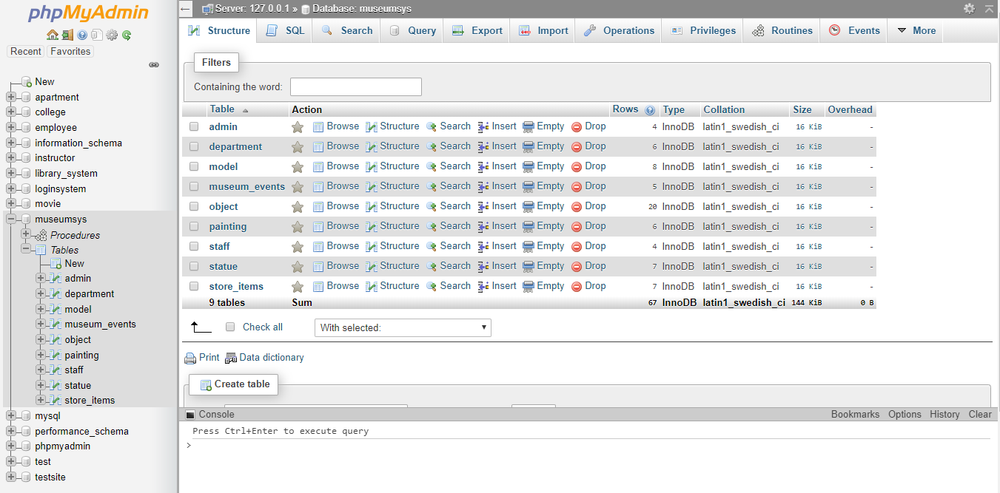 phpMyAdmin
Recent Favorites
New
apartment
college
employee
information_schema
instructor
library_system
loginsystem
movie
museumsys
Procedures
Tables
New
admin
department
model
museum_events
object
painting
staff
statue
store_items
mysql
performance_schema
phpmyadmin
test
testsite
Server: 127.0.0.1 » Database: museumsys
Structure SQL Search Query Export Import Operations Privileges Routines Events More
Filters
Containing the word:
Table Action Rows Type Collation Size Overhead
admin Browse Structure Search Insert Empty Drop 4 InnoDB latin1_swedish_ci 16 KiB -
department Browse Structure Search Insert Empty Drop 6 InnoDB latin1_swedish_ci 16 KiB -
model Browse Structure Search Insert Empty Drop 8 InnoDB latin1_swedish_ci 16 KiB -
museum_events Browse Structure Search Insert Empty Drop 5 InnoDB latin1_swedish_ci 16 KiB -
object Browse Structure Search Insert Empty Drop 20 InnoDB latin1_swedish_ci 16 KiB -
painting Browse Structure Search Insert Empty Drop 6 InnoDB latin1_swedish_ci 16 KiB -
staff Browse Structure Search Insert Empty Drop 4 InnoDB latin1_swedish_ci 16 KiB -
statue Browse Structure Search Insert Empty Drop 7 InnoDB latin1_swedish_ci 16 KiB -
store_items Browse Structure Search Insert Empty Drop 7 InnoDB latin1_swedish_ci 16 KiB -
9 tables Sum 67 InnoDB latin1_swedish_ci 144 KiB 0 B
Check all With selected:
Print Data dictionary
Create table
Console Bookmarks Options History Clear
Press Ctrl+Enter to execute query
>